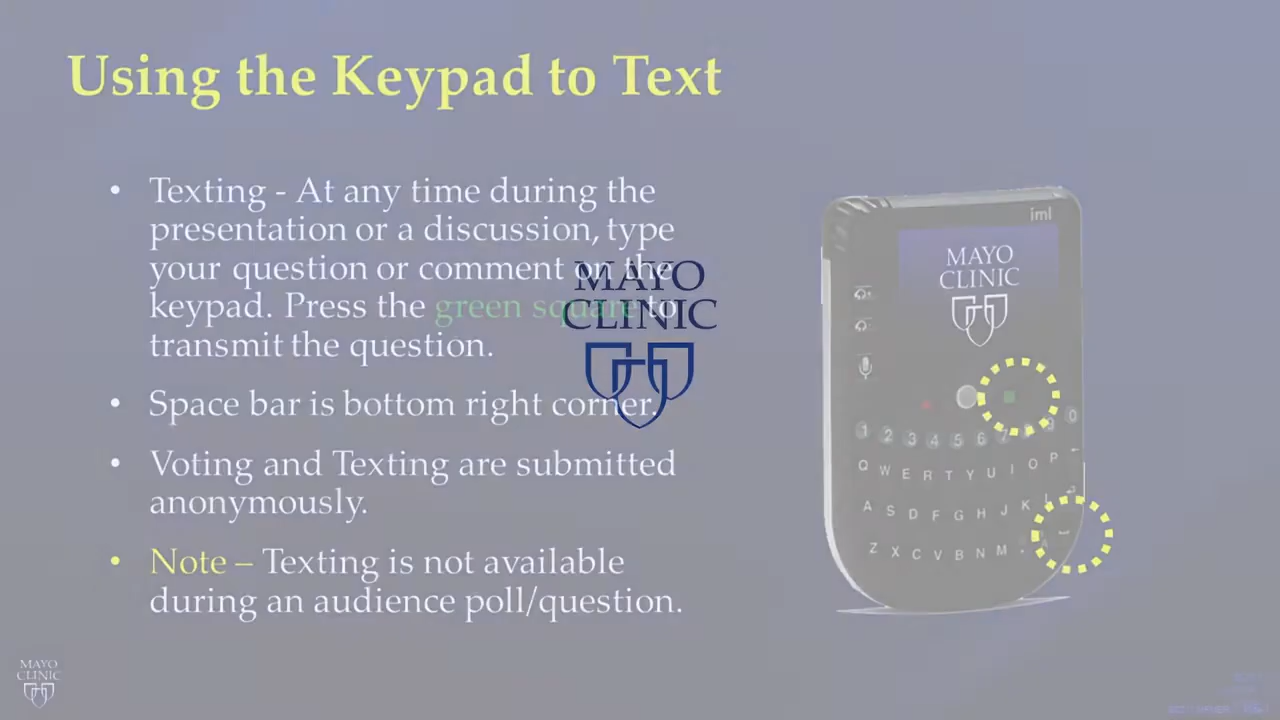 Using the Keypad to Text
• Texting - At any time during the
presentation or a discussion, type
your question or comment on the
keypad. Press the green square to
transmit the question.
• Space bar is bottom right corner.
• Voting and Texting are submitted
anonymously.
• Note – Texting is not available
during an audience poll/question.
MAYO
CLINIC
iml
MAYO
CLINIC
1 2 3 4 5 6 7 8 9 0
Q W E R T Y U I O P
A S D F G H J K L
Z X C V B N M
MAYO
CLINIC